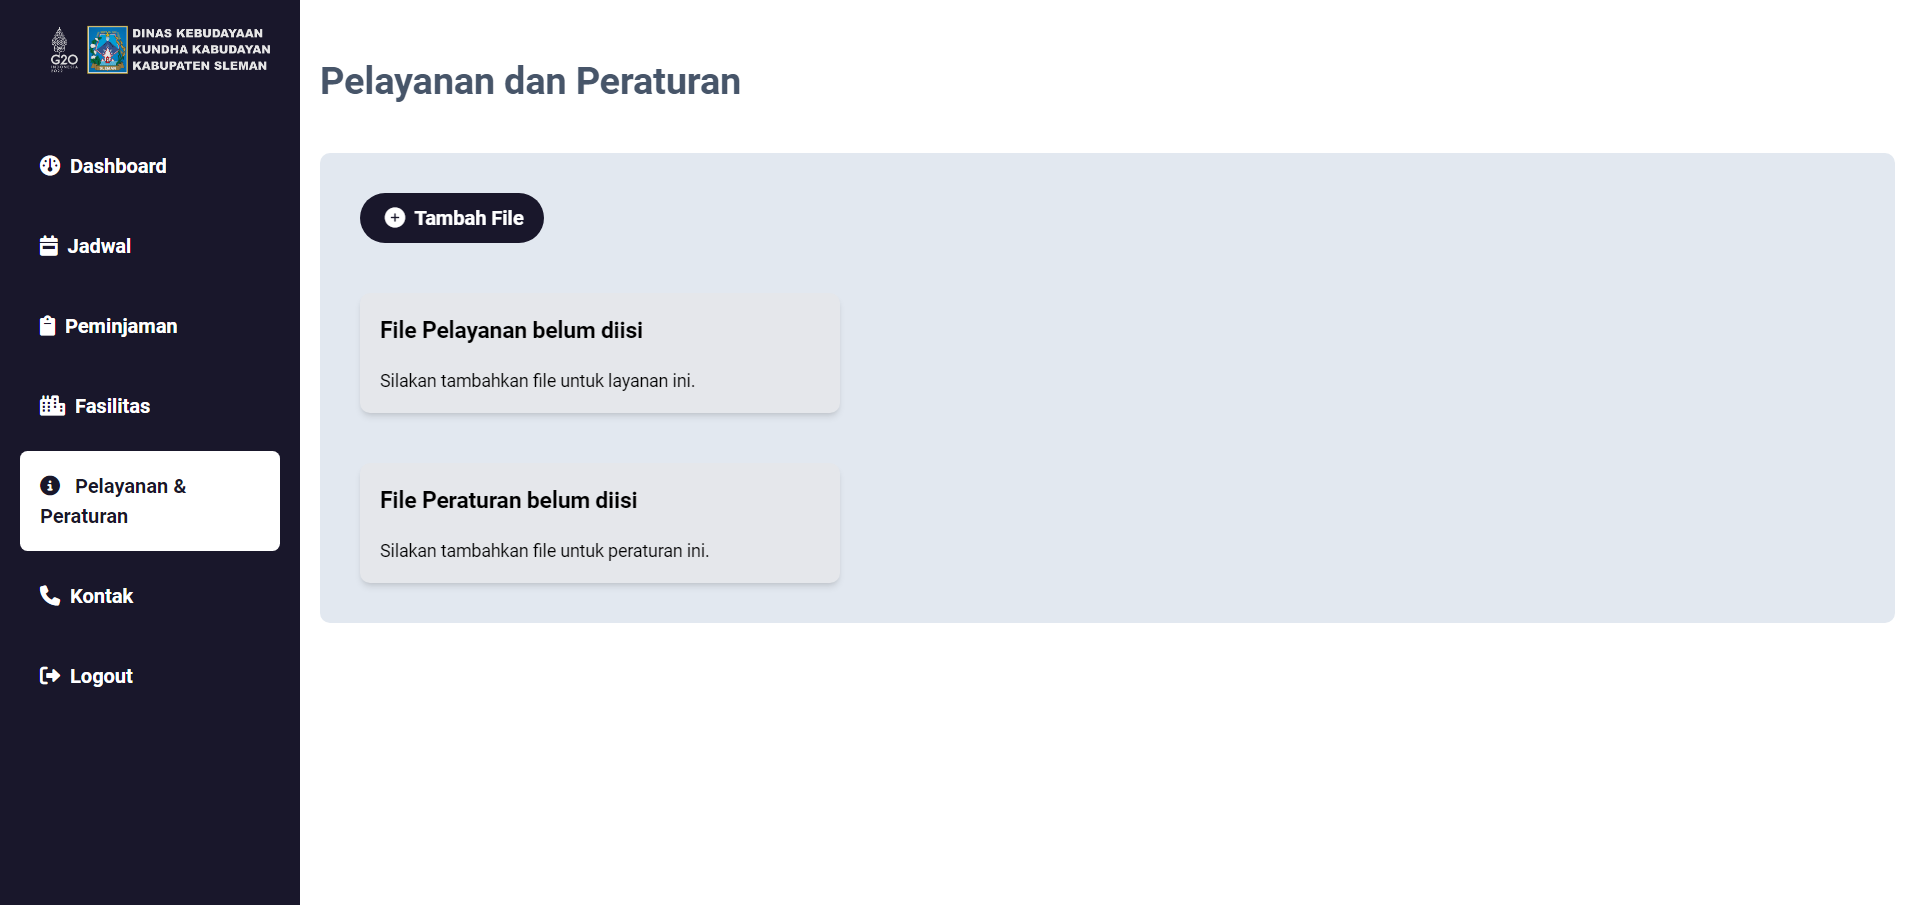 G20
INDONESIA
2022
DINAS KEBUDAYAAN
KUNDHA KABUDAYAN
KABUPATEN SLEMAN
Dashboard
Jadwal
Peminjaman
Fasilitas
Pelayanan &
Peraturan
Kontak
Logout
Pelayanan dan Peraturan
Tambah File
File Pelayanan belum diisi
Silakan tambahkan file untuk layanan ini.
File Peraturan belum diisi
Silakan tambahkan file untuk peraturan ini.